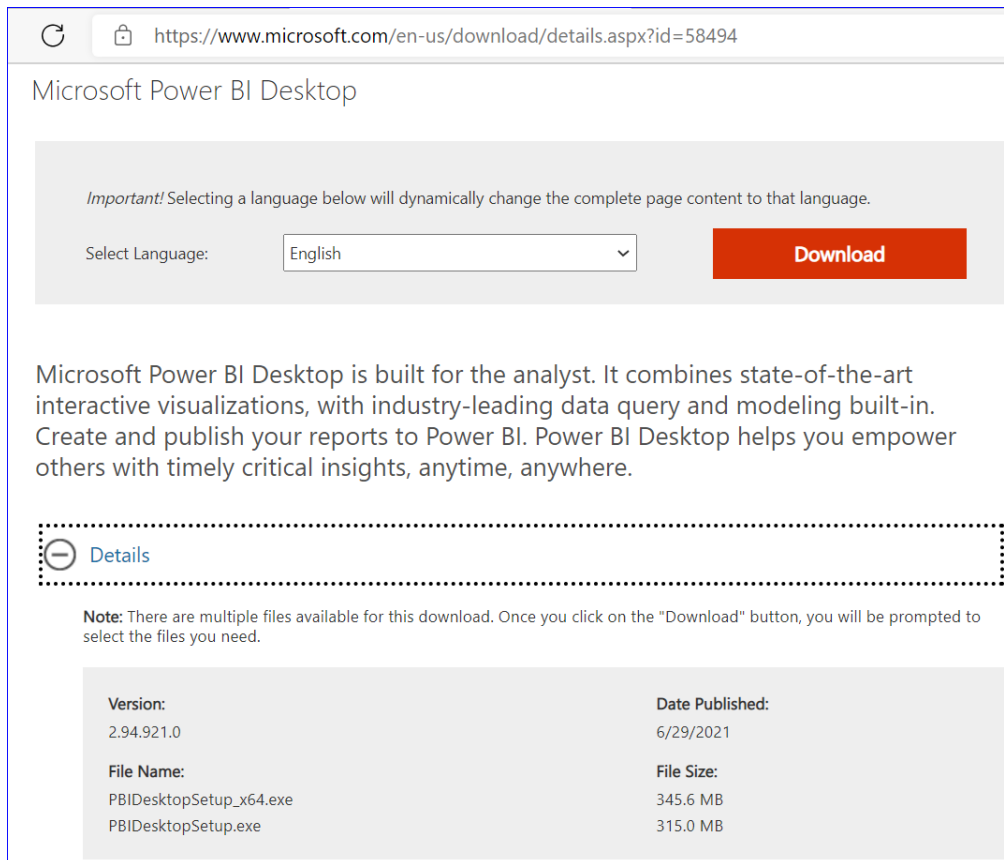 https://www.microsoft.com/en-us/download/details.aspx?id=58494
Microsoft Power BI Desktop
Important! Selecting a language below will dynamically change the complete page content to that language.
Select Language:
English
Download
Microsoft Power BI Desktop is built for the analyst. It combines state-of-the-art
interactive visualizations, with industry-leading data query and modeling built-in.
Create and publish your reports to Power BI. Power BI Desktop helps you empower
others with timely critical insights, anytime, anywhere.
Details
Note: There are multiple files available for this download. Once you click on the "Download" button, you will be prompted to
select the files you need.
Version:
2.94.921.0
Date Published:
6/29/2021
File Name:
PBIDesktopSetup_x64.exe
PBIDesktopSetup.exe
File Size:
345.6 MB
315.0 MB